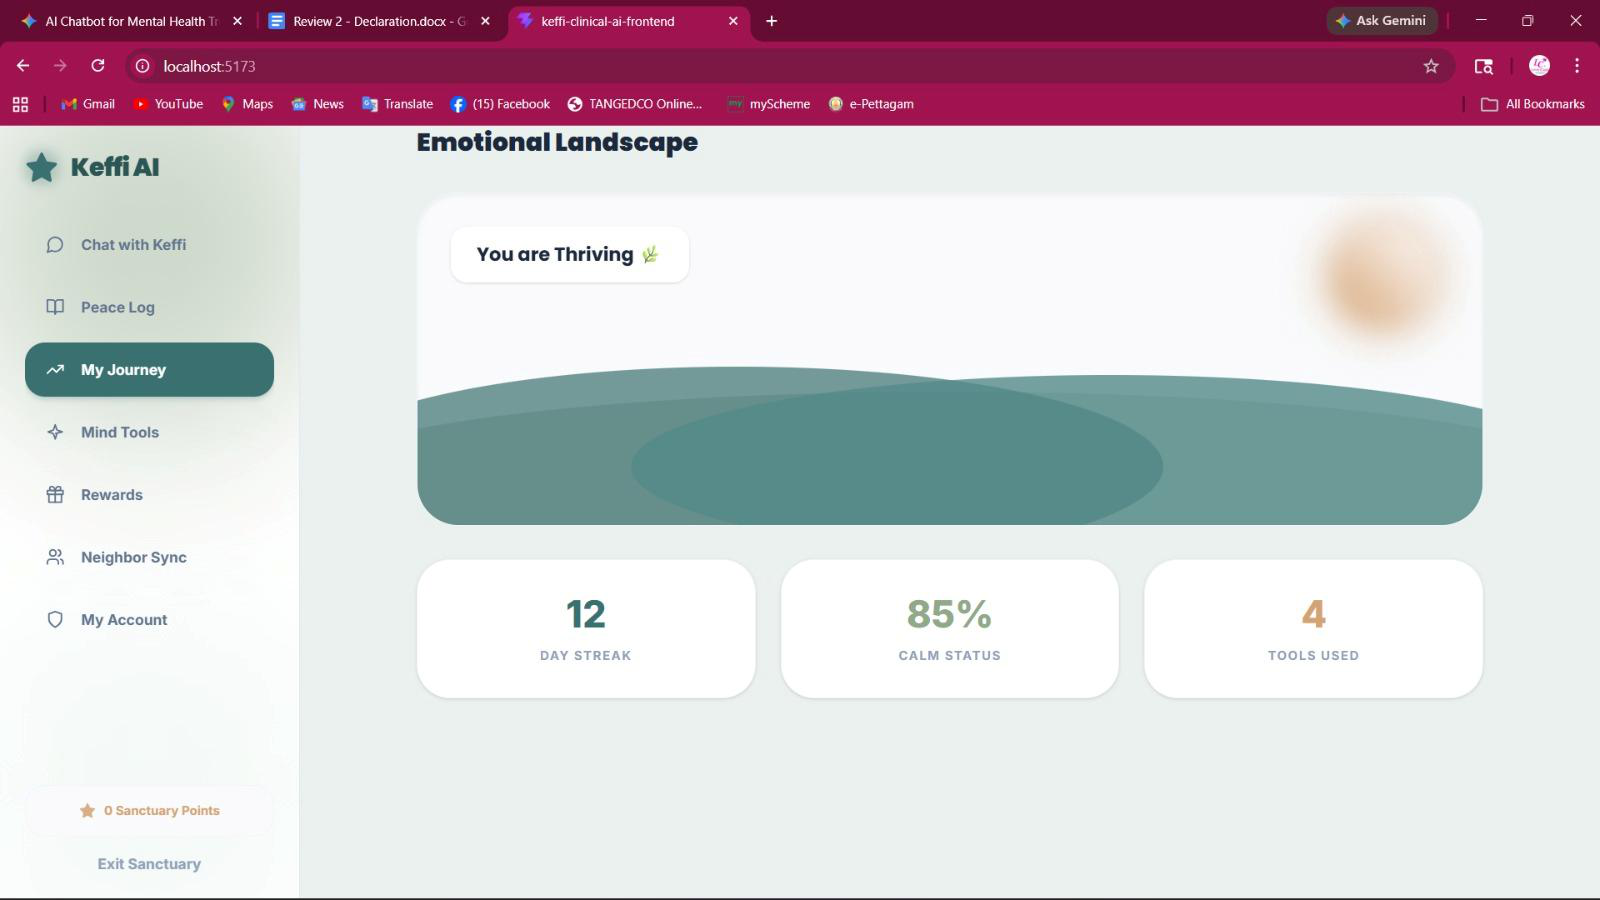 AI Chatbot for Mental Health Tr
Review 2 - Declaration.docx - G
keffi-clinical-ai-frontend
Ask Gemini
localhost:5173
Gmail
YouTube
Maps
News
Translate
(15) Facebook
TANGEDCO Online...
my
myScheme
e-Pettagam
All Bookmarks
Keffi AI
Chat with Keffi
Peace Log
My Journey
Mind Tools
Rewards
Neighbor Sync
My Account
0 Sanctuary Points
Exit Sanctuary
Emotional Landscape
You are Thriving 🌿
12
DAY STREAK
85%
CALM STATUS
4
TOOLS USED